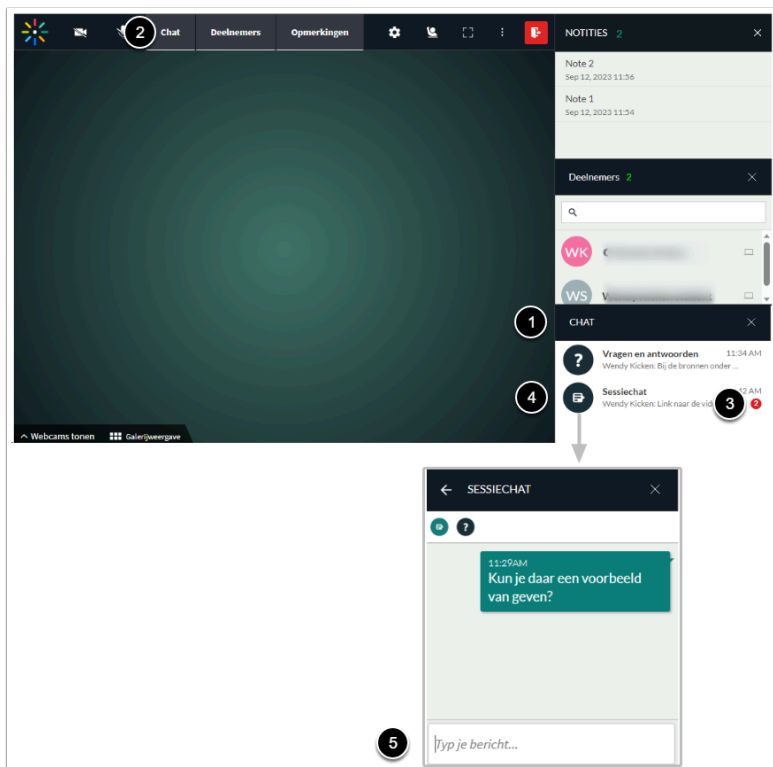 2
Chat
Deelnemers
Opmerkingen
NOTITIES 2
Note 2
Sep 12, 2023 11:56
Note 1
Sep 12, 2023 11:54
Deelnemers 2
WK
WS
1
CHAT
?
Vragen en antwoorden 11:34 AM
Wendy Kicken: Bij de bronnen onder ...
4
Sessiechat AM
Wendy Kicken: Link naar de 3 2
Webcams tonen
Galerijweergave
SESSIECHAT
?
11:29AM
Kun je daar een voorbeeld
van geven?
5
Typ je bericht...